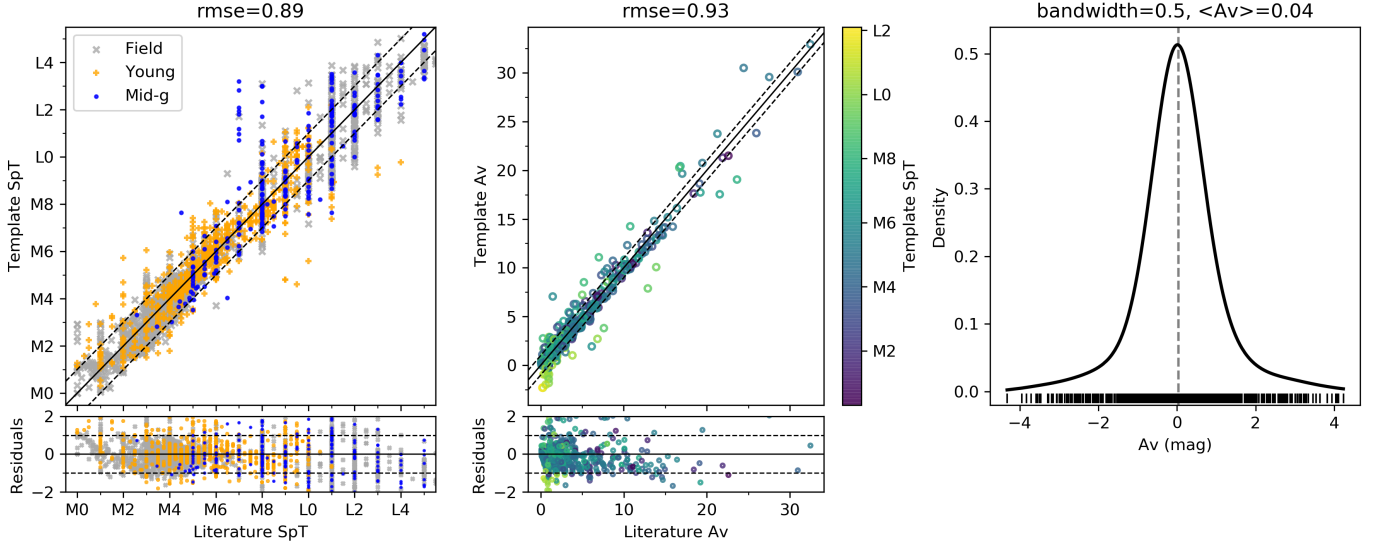 rmse=0.89
Field
Young
Mid-g
Template SpT
L4
L2
L0
M8
M6
M4
M2
M0
Residuals
2
0
−2
M0 M2 M4 M6 M8 L0 L2 L4
Literature SpT
rmse=0.93
Template Av
30
25
20
15
10
5
0
Residuals
2
0
−2
0 10 20 30
Literature Av
L2
L0
M8
M6
M4
M2
Template SpT
bandwidth=0.5, <Av>=0.04
Density
0.5
0.4
0.3
0.2
0.1
0.0
−4 −2 0 2 4
Av (mag)